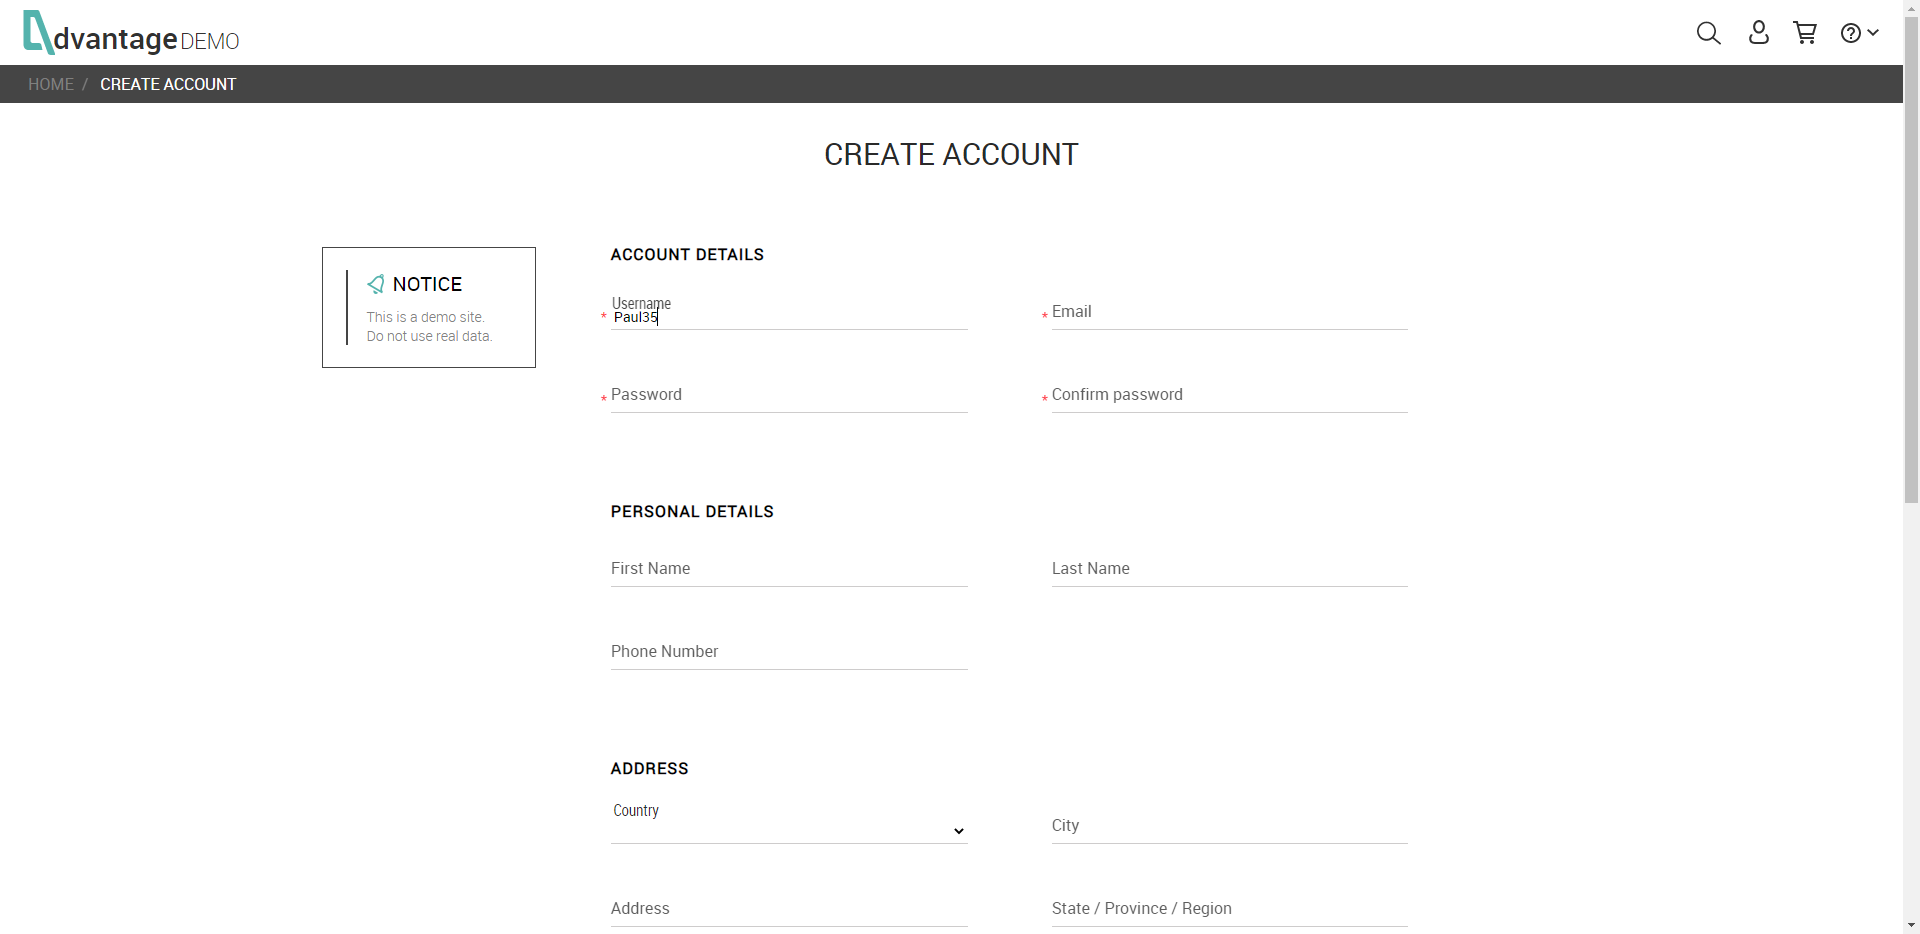 dvantage DEMO
HOME / CREATE ACCOUNT
CREATE ACCOUNT
NOTICE
This is a demo site.
Do not use real data.
ACCOUNT DETAILS
Username
* Paul35
* Email
* Password
* Confirm password
PERSONAL DETAILS
First Name
Last Name
Phone Number
ADDRESS
Country
City
Address
State / Province / Region